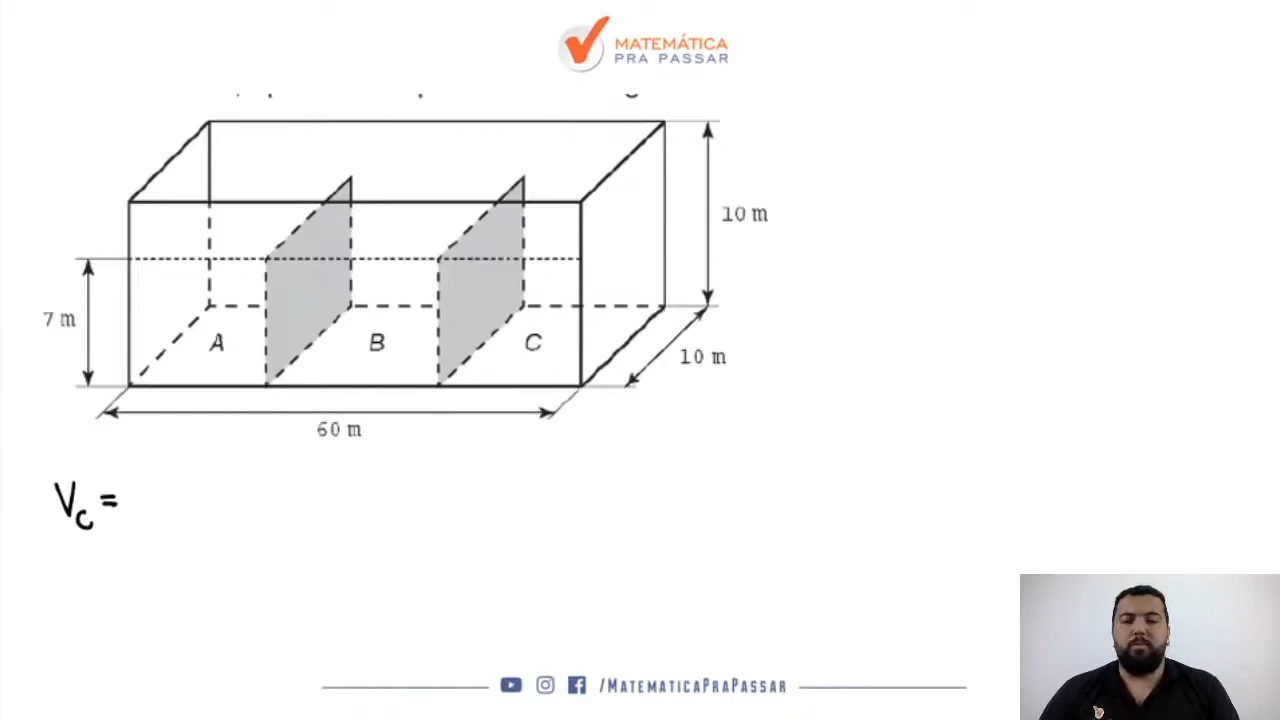 MATEMÁTICA
PRA PASSAR
10 m
7 m
A
B
C
10 m
60 m
V_C =
/MATEMATICAPRAPASSAR